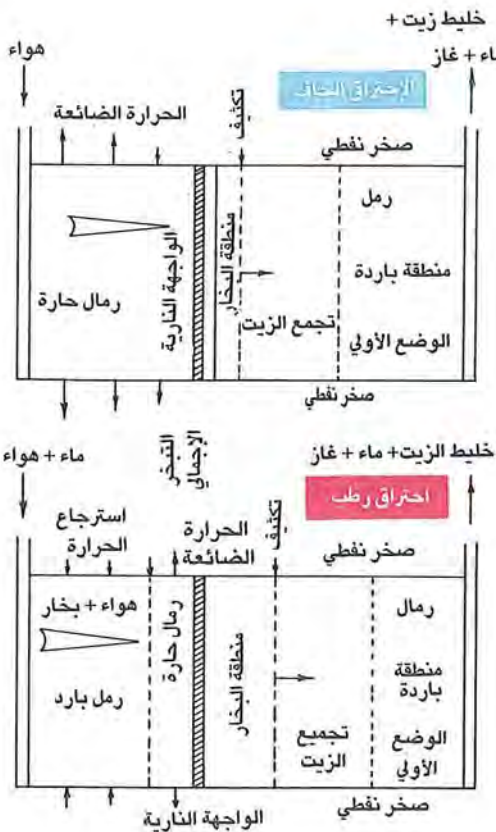 خليط زيت +
ماء + غاز
هواء
الإحتراق الجاف
الحرارة الضائعة
تكثيف
صخر نفطي
رمل
منطقة البخار
الواجهة النارية
رمال حارة
منطقة باردة
تجمع الزيت
الوضع الأولي
صخر نفطي
خليط الزيت+ ماء + غاز
ماء + هواء
التبخر
الإجمالي
احتراق رطب
استرجاع
الحرارة
الحرارة
الضائعة
تكثيف
صخر نفطي
هواء + بخار
رمال حارة
رمال
منطقة البخار
منطقة
باردة
رمل بارد
تجميع
الزيت
الوضع
الأولي
صخر نفطي
الواجهة النارية